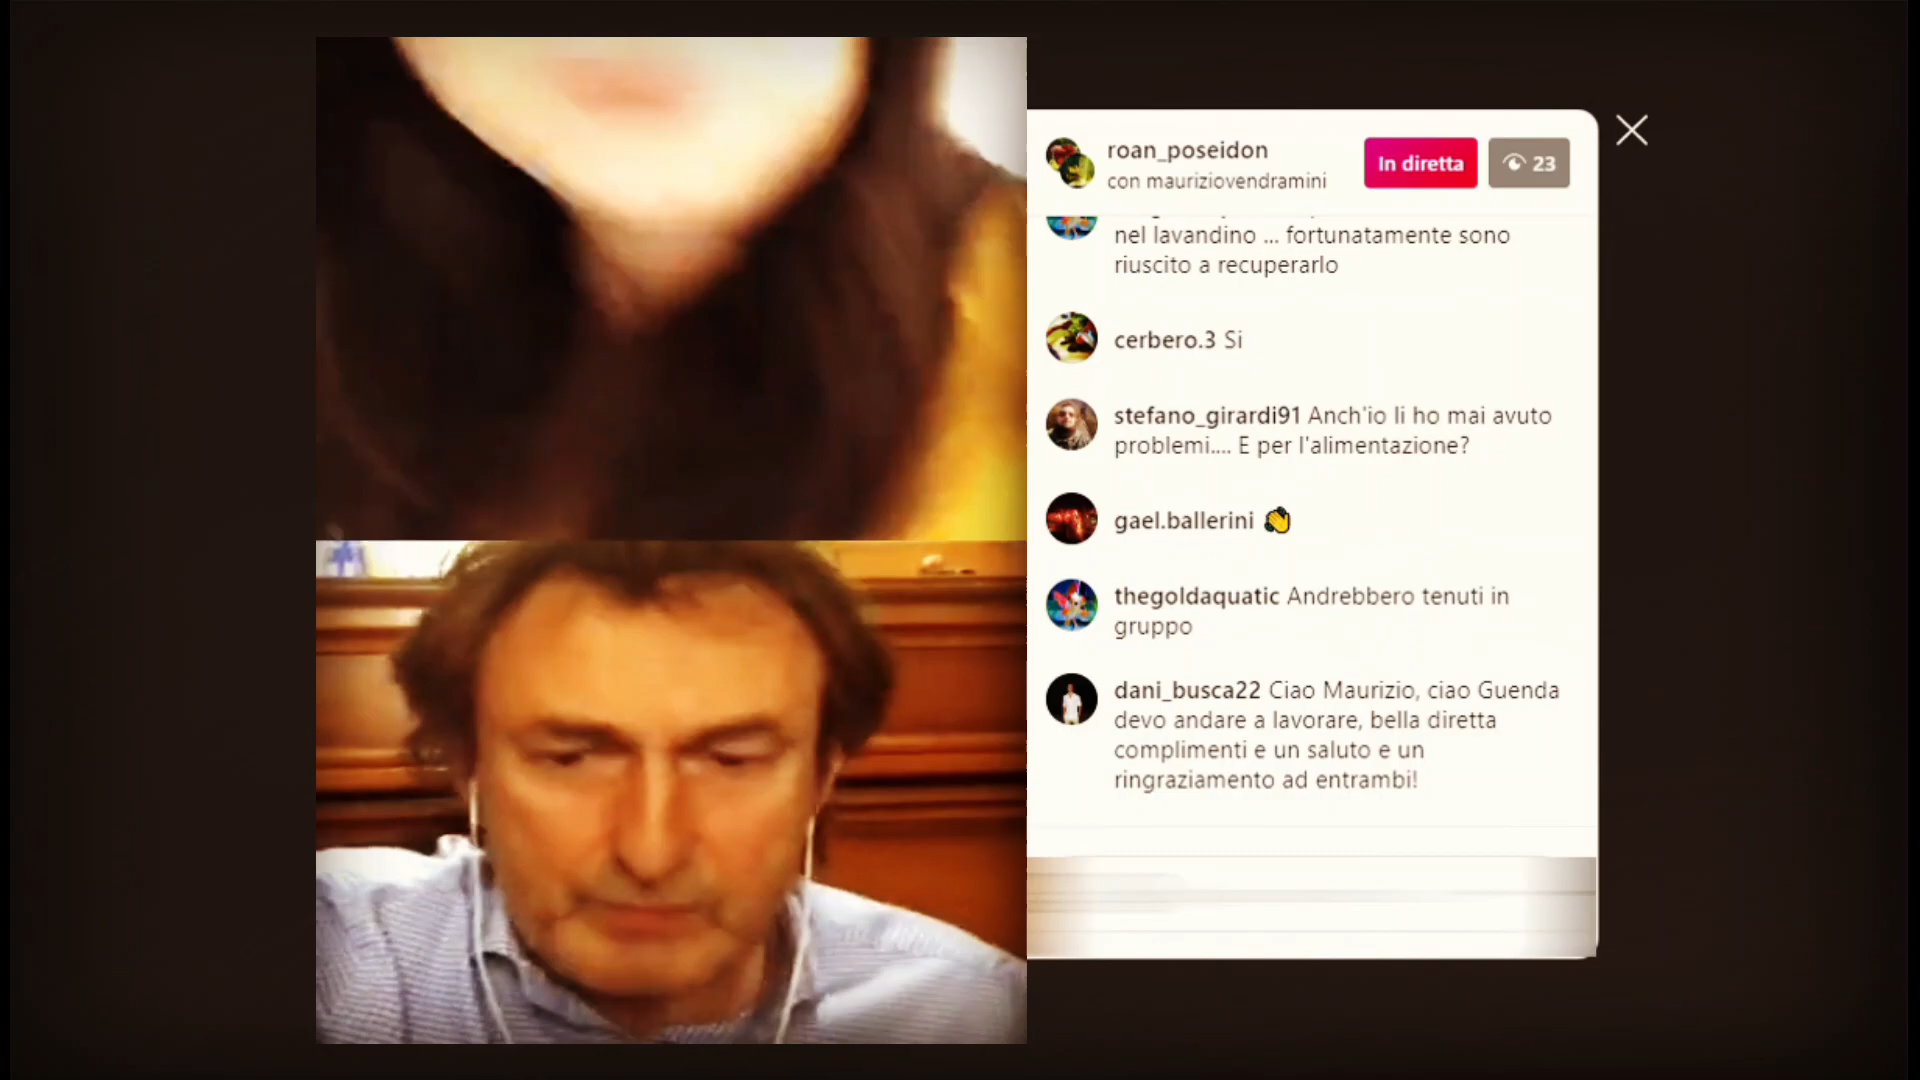 roan_poseidon
con mauriziovendramini
In diretta
23
nel lavandino ... fortunatamente sono
riuscito a recuperarlo
cerbero.3 Si
stefano_girardi91 Anch'io li ho mai avuto
problemi.... E per l'alimentazione?
gael.ballerini 👏
thegoldaquatic Andrebbero tenuti in
gruppo
dani_busca22 Ciao Maurizio, ciao Guenda
devo andare a lavorare, bella diretta
complimenti e un saluto e un
ringraziamento ad entrambi!